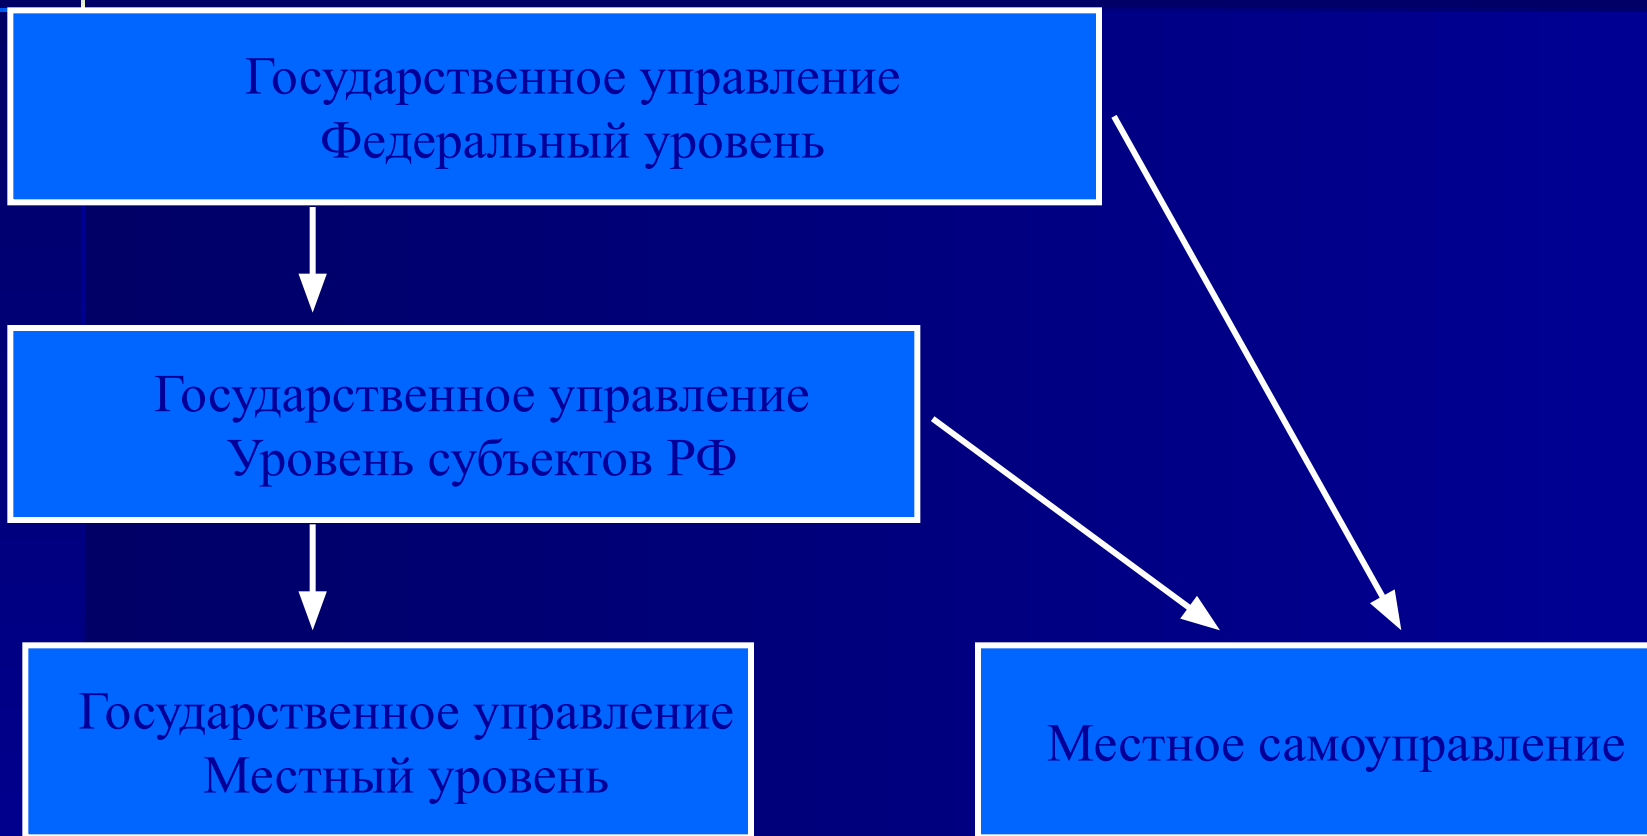 Государственное управление
Федеральный уровень
Государственное управление
Уровень субъектов РФ
Государственное управление
Местный уровень
Местное самоуправление